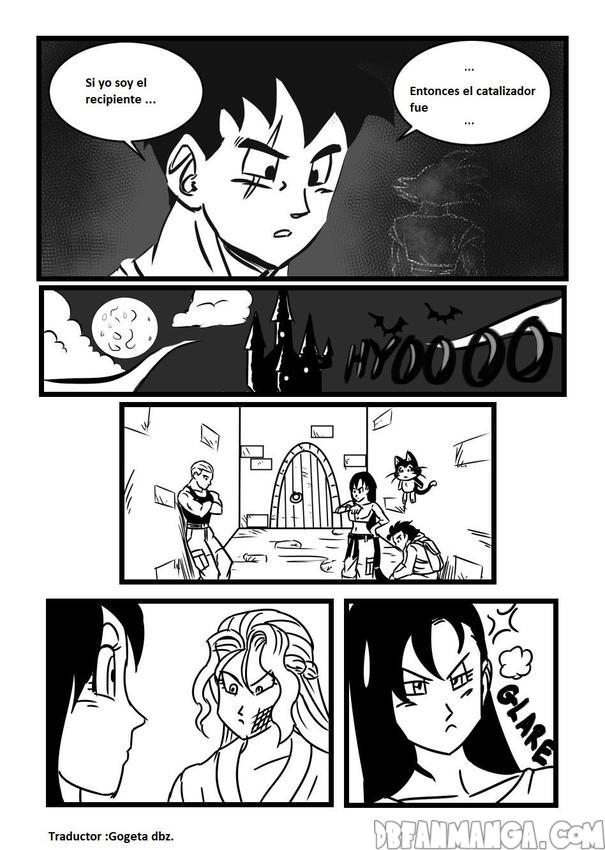 Si yo soy el
recipiente ...
...
Entonces el catalizador
fue
...
HYOOOOO
GLARE
Traductor :Gogeta dbz.
DBFANMANGA.COM